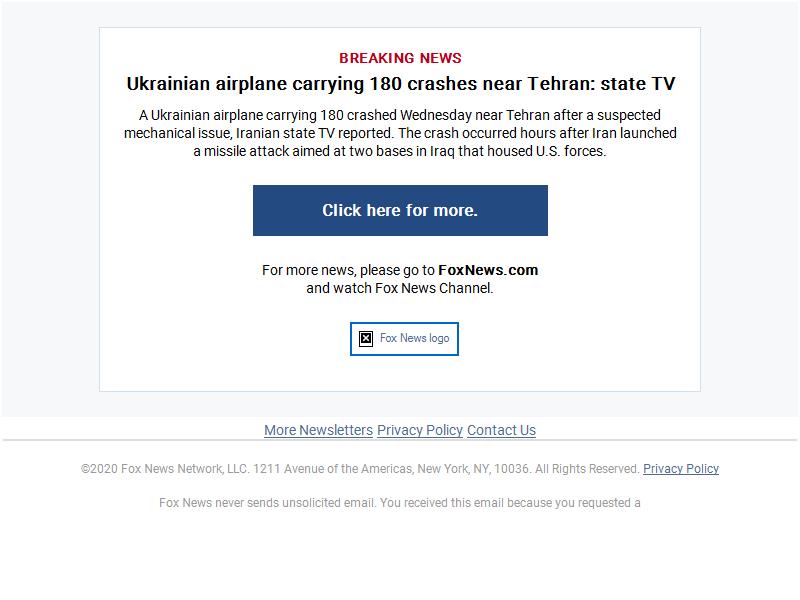 BREAKING NEWS
Ukrainian airplane carrying 180 crashes near Tehran: state TV
A Ukrainian airplane carrying 180 crashed Wednesday near Tehran after a suspected
mechanical issue, Iranian state TV reported. The crash occurred hours after Iran launched
a missile attack aimed at two bases in Iraq that housed U.S. forces.
Click here for more.
For more news, please go to FoxNews.com
and watch Fox News Channel.
Fox News logo
More Newsletters Privacy Policy Contact Us
©2020 Fox News Network, LLC. 1211 Avenue of the Americas, New York, NY, 10036. All Rights Reserved. Privacy Policy
Fox News never sends unsolicited email. You received this email because you requested a